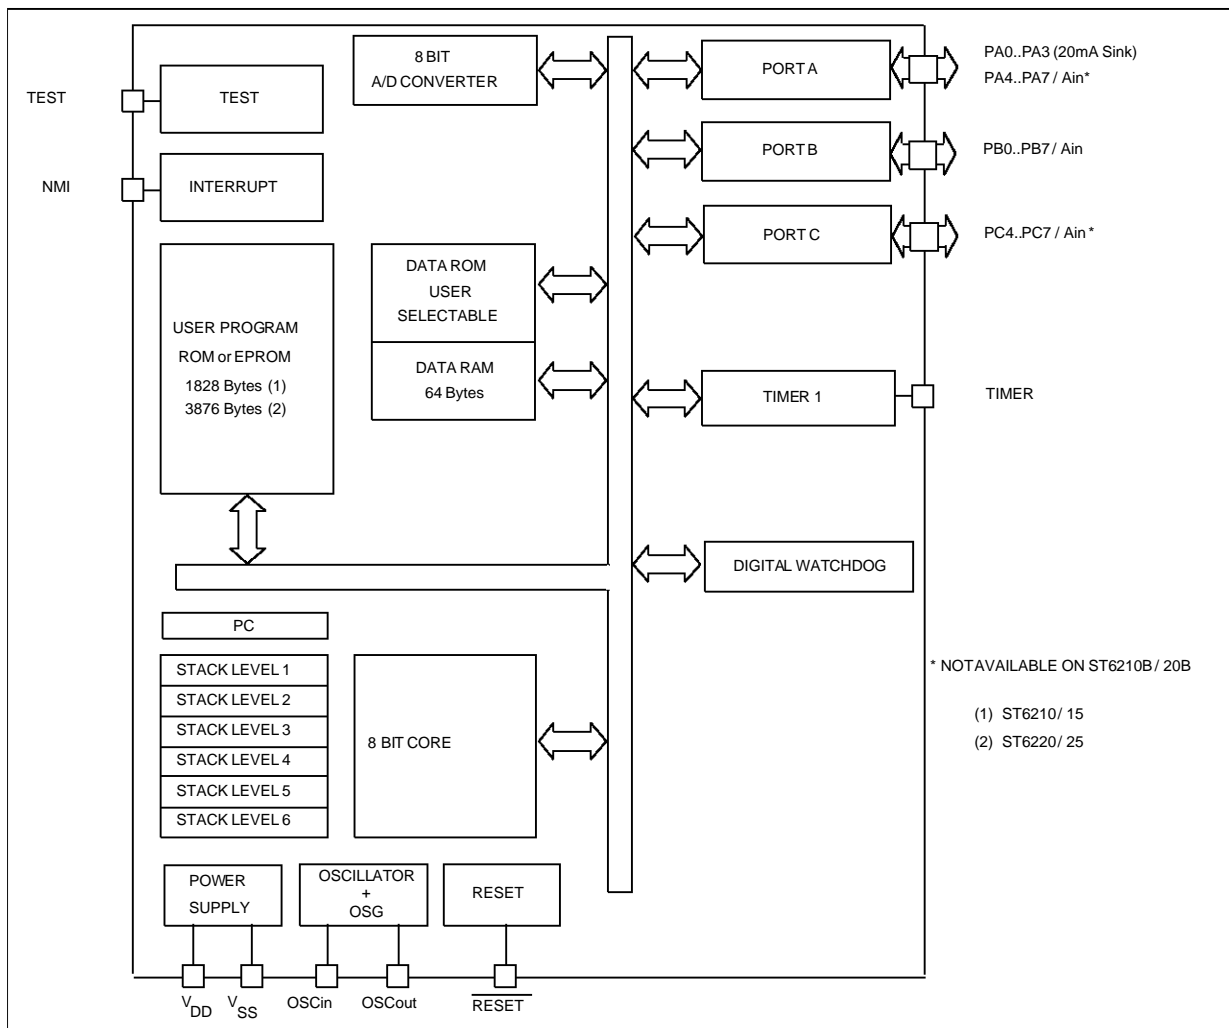 TEST
NMI
TEST
INTERRUPT
8 BIT
A/D CONVERTER
PORT A
PORT B
PORT C
PA0..PA3 (20mA Sink)
PA4..PA7 / Ain*
PB0..PB7 / Ain
PC4..PC7 / Ain *
USER PROGRAM
ROM or EPROM
1828 Bytes (1)
3876 Bytes (2)
DATA ROM
USER
SELECTABLE
DATA RAM
64 Bytes
TIMER 1
TIMER
DIGITAL WATCHDOG
PC
STACK LEVEL 1
STACK LEVEL 2
STACK LEVEL 3
STACK LEVEL 4
STACK LEVEL 5
STACK LEVEL 6
8 BIT CORE
* NOT AVAILABLE ON ST6210B / 20B
(1) ST6210 / 15
(2) ST6220 / 25
POWER
SUPPLY
OSCILLATOR
+
OSG
RESET
VDD
VSS
OSCin
OSCout
RESET